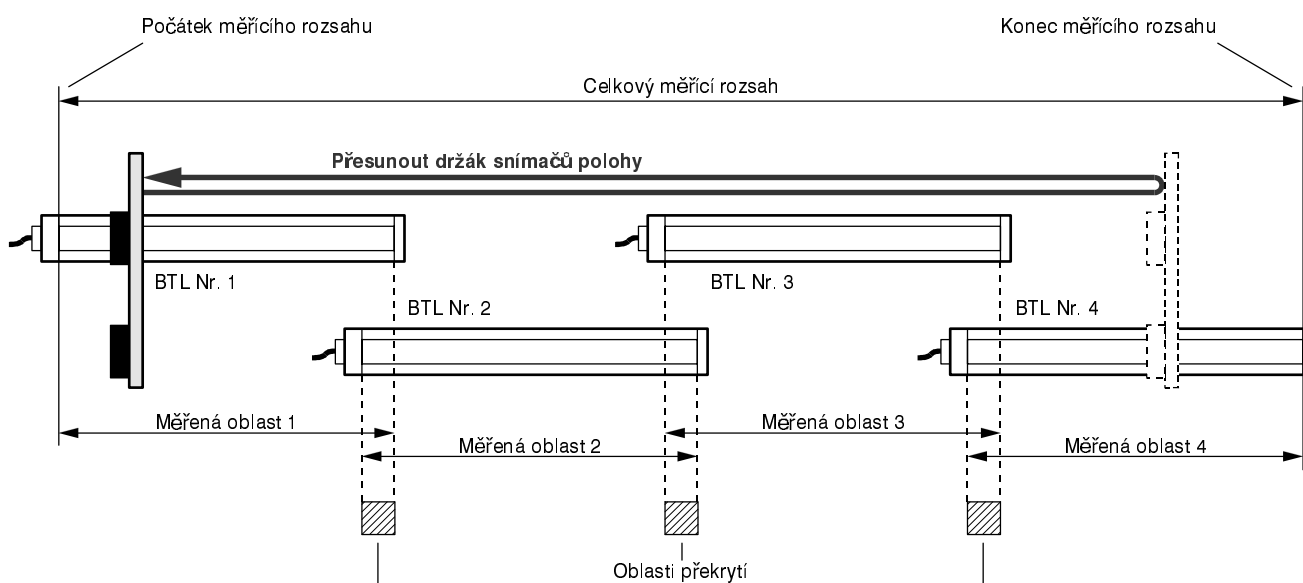 Počátek měřícího rozsahu
Konec měřícího rozsahu
Celkový měřící rozsah
Přesunout držák snímačů polohy
BTL Nr. 1
BTL Nr. 3
BTL Nr. 2
BTL Nr. 4
Měřená oblast 1
Měřená oblast 3
Měřená oblast 2
Měřená oblast 4
Oblasti překrytí